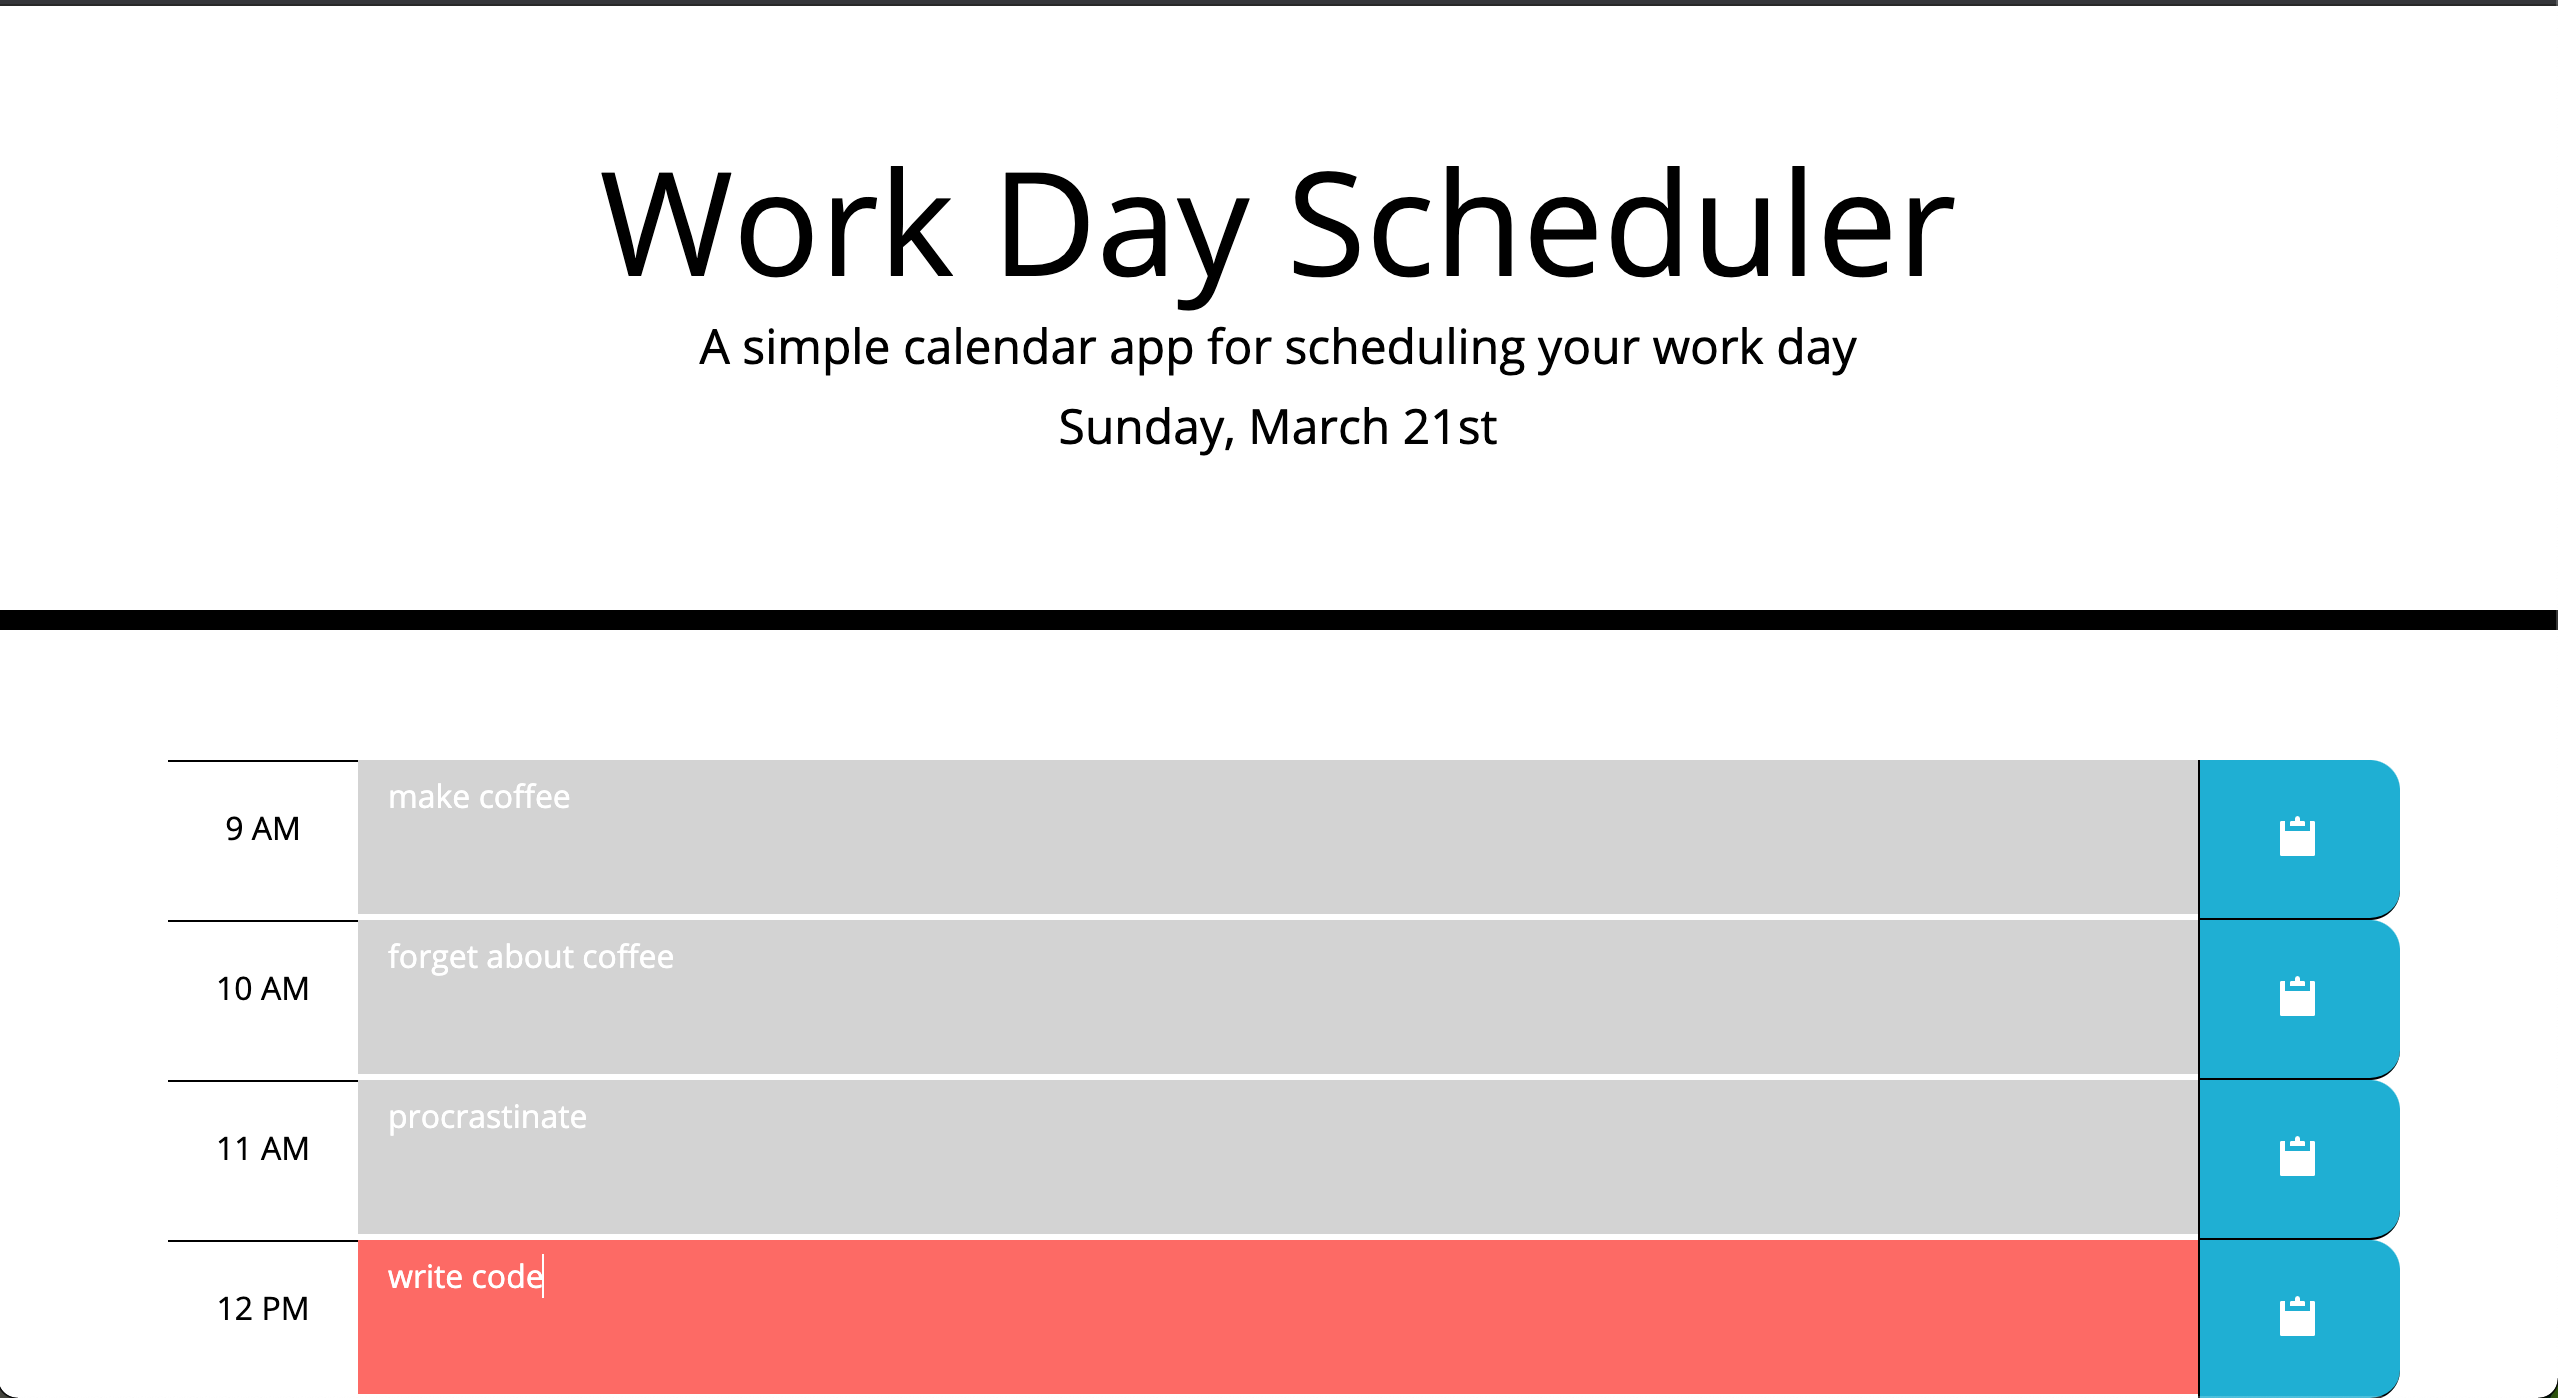 Work Day Scheduler
A simple calendar app for scheduling your work day
Sunday, March 21st
9 AM
make coffee
10 AM
forget about coffee
11 AM
procrastinate
12 PM
write code